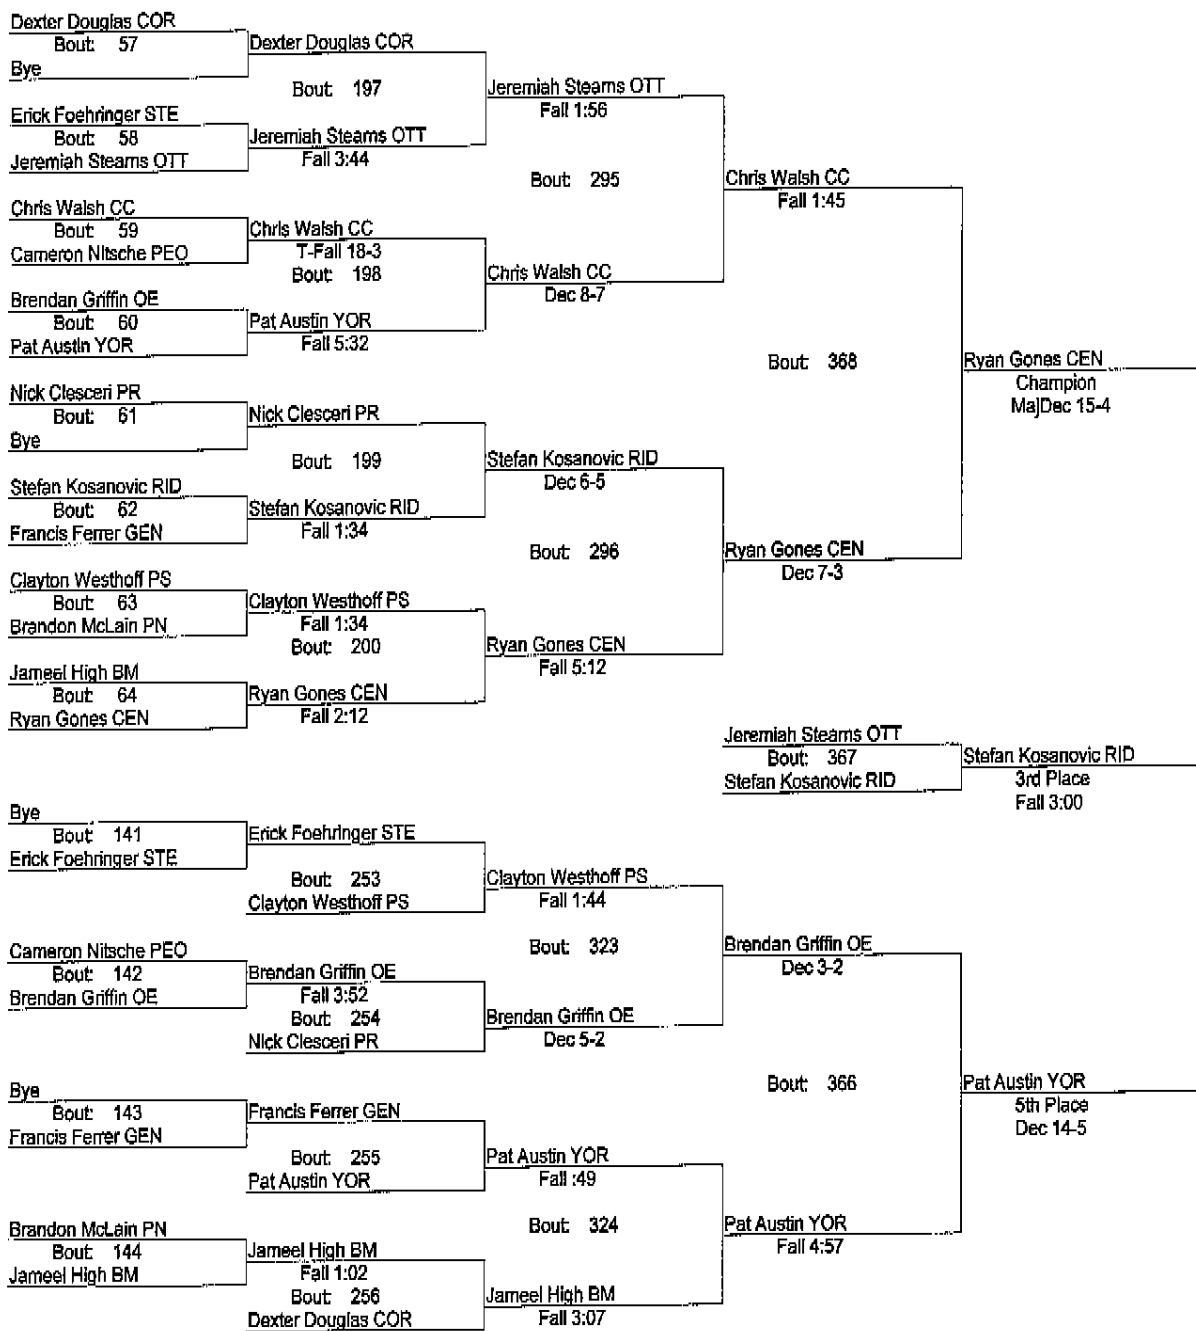 Dexter Douglas COR
Bout: 57
Bye
Dexter Douglas COR
Bout: 197
Erick Foehringer STE
Bout: 58
Jeremiah Stearns OTT
Jeremiah Stearns OTT
Fall 3:44
Jeremiah Stearns OTT
Fall 1:56
Bout: 295
Chris Walsh CC
Bout: 59
Cameron Nitsche PEO
Chris Walsh CC
T-Fall 18-3
Bout: 198
Brendan Griffin OE
Bout: 60
Pat Austin YOR
Pat Austin YOR
Fall 5:32
Chris Walsh CC
Dec 8-7
Chris Walsh CC
Fall 1:45
Bout: 368
Nick Clesceri PR
Bout: 61
Bye
Nick Clesceri PR
Bout: 199
Stefan Kosanovic RID
Bout: 62
Francis Ferrer GEN
Stefan Kosanovic RID
Fall 1:34
Stefan Kosanovic RID
Dec 6-5
Bout: 296
Clayton Westhoff PS
Bout: 63
Brandon McLain PN
Clayton Westhoff PS
Fall 1:34
Bout: 200
Jameel High BM
Bout: 64
Ryan Gones CEN
Ryan Gones CEN
Fall 2:12
Ryan Gones CEN
Fall 5:12
Ryan Gones CEN
Dec 7-3
Ryan Gones CEN
Champion
MajDec 15-4
Jeremiah Stearns OTT
Bout: 367
Stefan Kosanovic RID
Stefan Kosanovic RID
3rd Place
Fall 3:00
Bye
Bout: 141
Erick Foehringer STE
Erick Foehringer STE
Bout: 253
Clayton Westhoff PS
Clayton Westhoff PS
Fall 1:44
Bout: 323
Cameron Nitsche PEO
Bout: 142
Brendan Griffin OE
Brendan Griffin OE
Fall 3:52
Bout: 254
Nick Clesceri PR
Brendan Griffin OE
Dec 5-2
Brendan Griffin OE
Dec 3-2
Bout: 366
Bye
Bout: 143
Francis Ferrer GEN
Francis Ferrer GEN
Bout: 255
Pat Austin YOR
Pat Austin YOR
Fall :49
Bout: 324
Brandon McLain PN
Bout: 144
Jameel High BM
Jameel High BM
Fall 1:02
Bout: 256
Dexter Douglas COR
Jameel High BM
Fall 3:07
Pat Austin YOR
Fall 4:57
Pat Austin YOR
5th Place
Dec 14-5